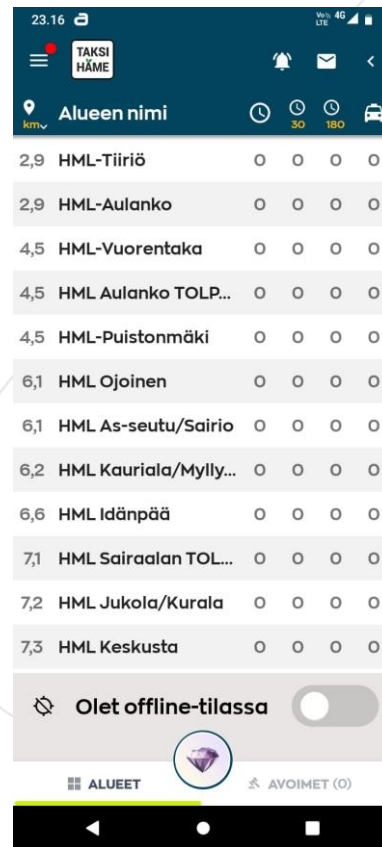 23.16 VoLTE 4G
TAKSI
HÄME
km Alueen nimi 30 180
2,9 HML-Tiiriö 0 0 0 0
2,9 HML-Aulanko 0 0 0 0
4,5 HML-Vuorentaka 0 0 0 0
4,5 HML Aulanko TOLP... 0 0 0 0
4,5 HML-Puistonmäki 0 0 0 0
6,1 HML Ojoinen 0 0 0 0
6,1 HML As-seutu/Sairio 0 0 0 0
6,2 HML Kauriala/Mylly... 0 0 0 0
6,6 HML Idänpää 0 0 0 0
7,1 HML Sairaalan TOL... 0 0 0 0
7,2 HML Jukola/Kurala 0 0 0 0
7,3 HML Keskusta 0 0 0 0
Olet offline-tilassa
ALUEET AVOIMET (0)